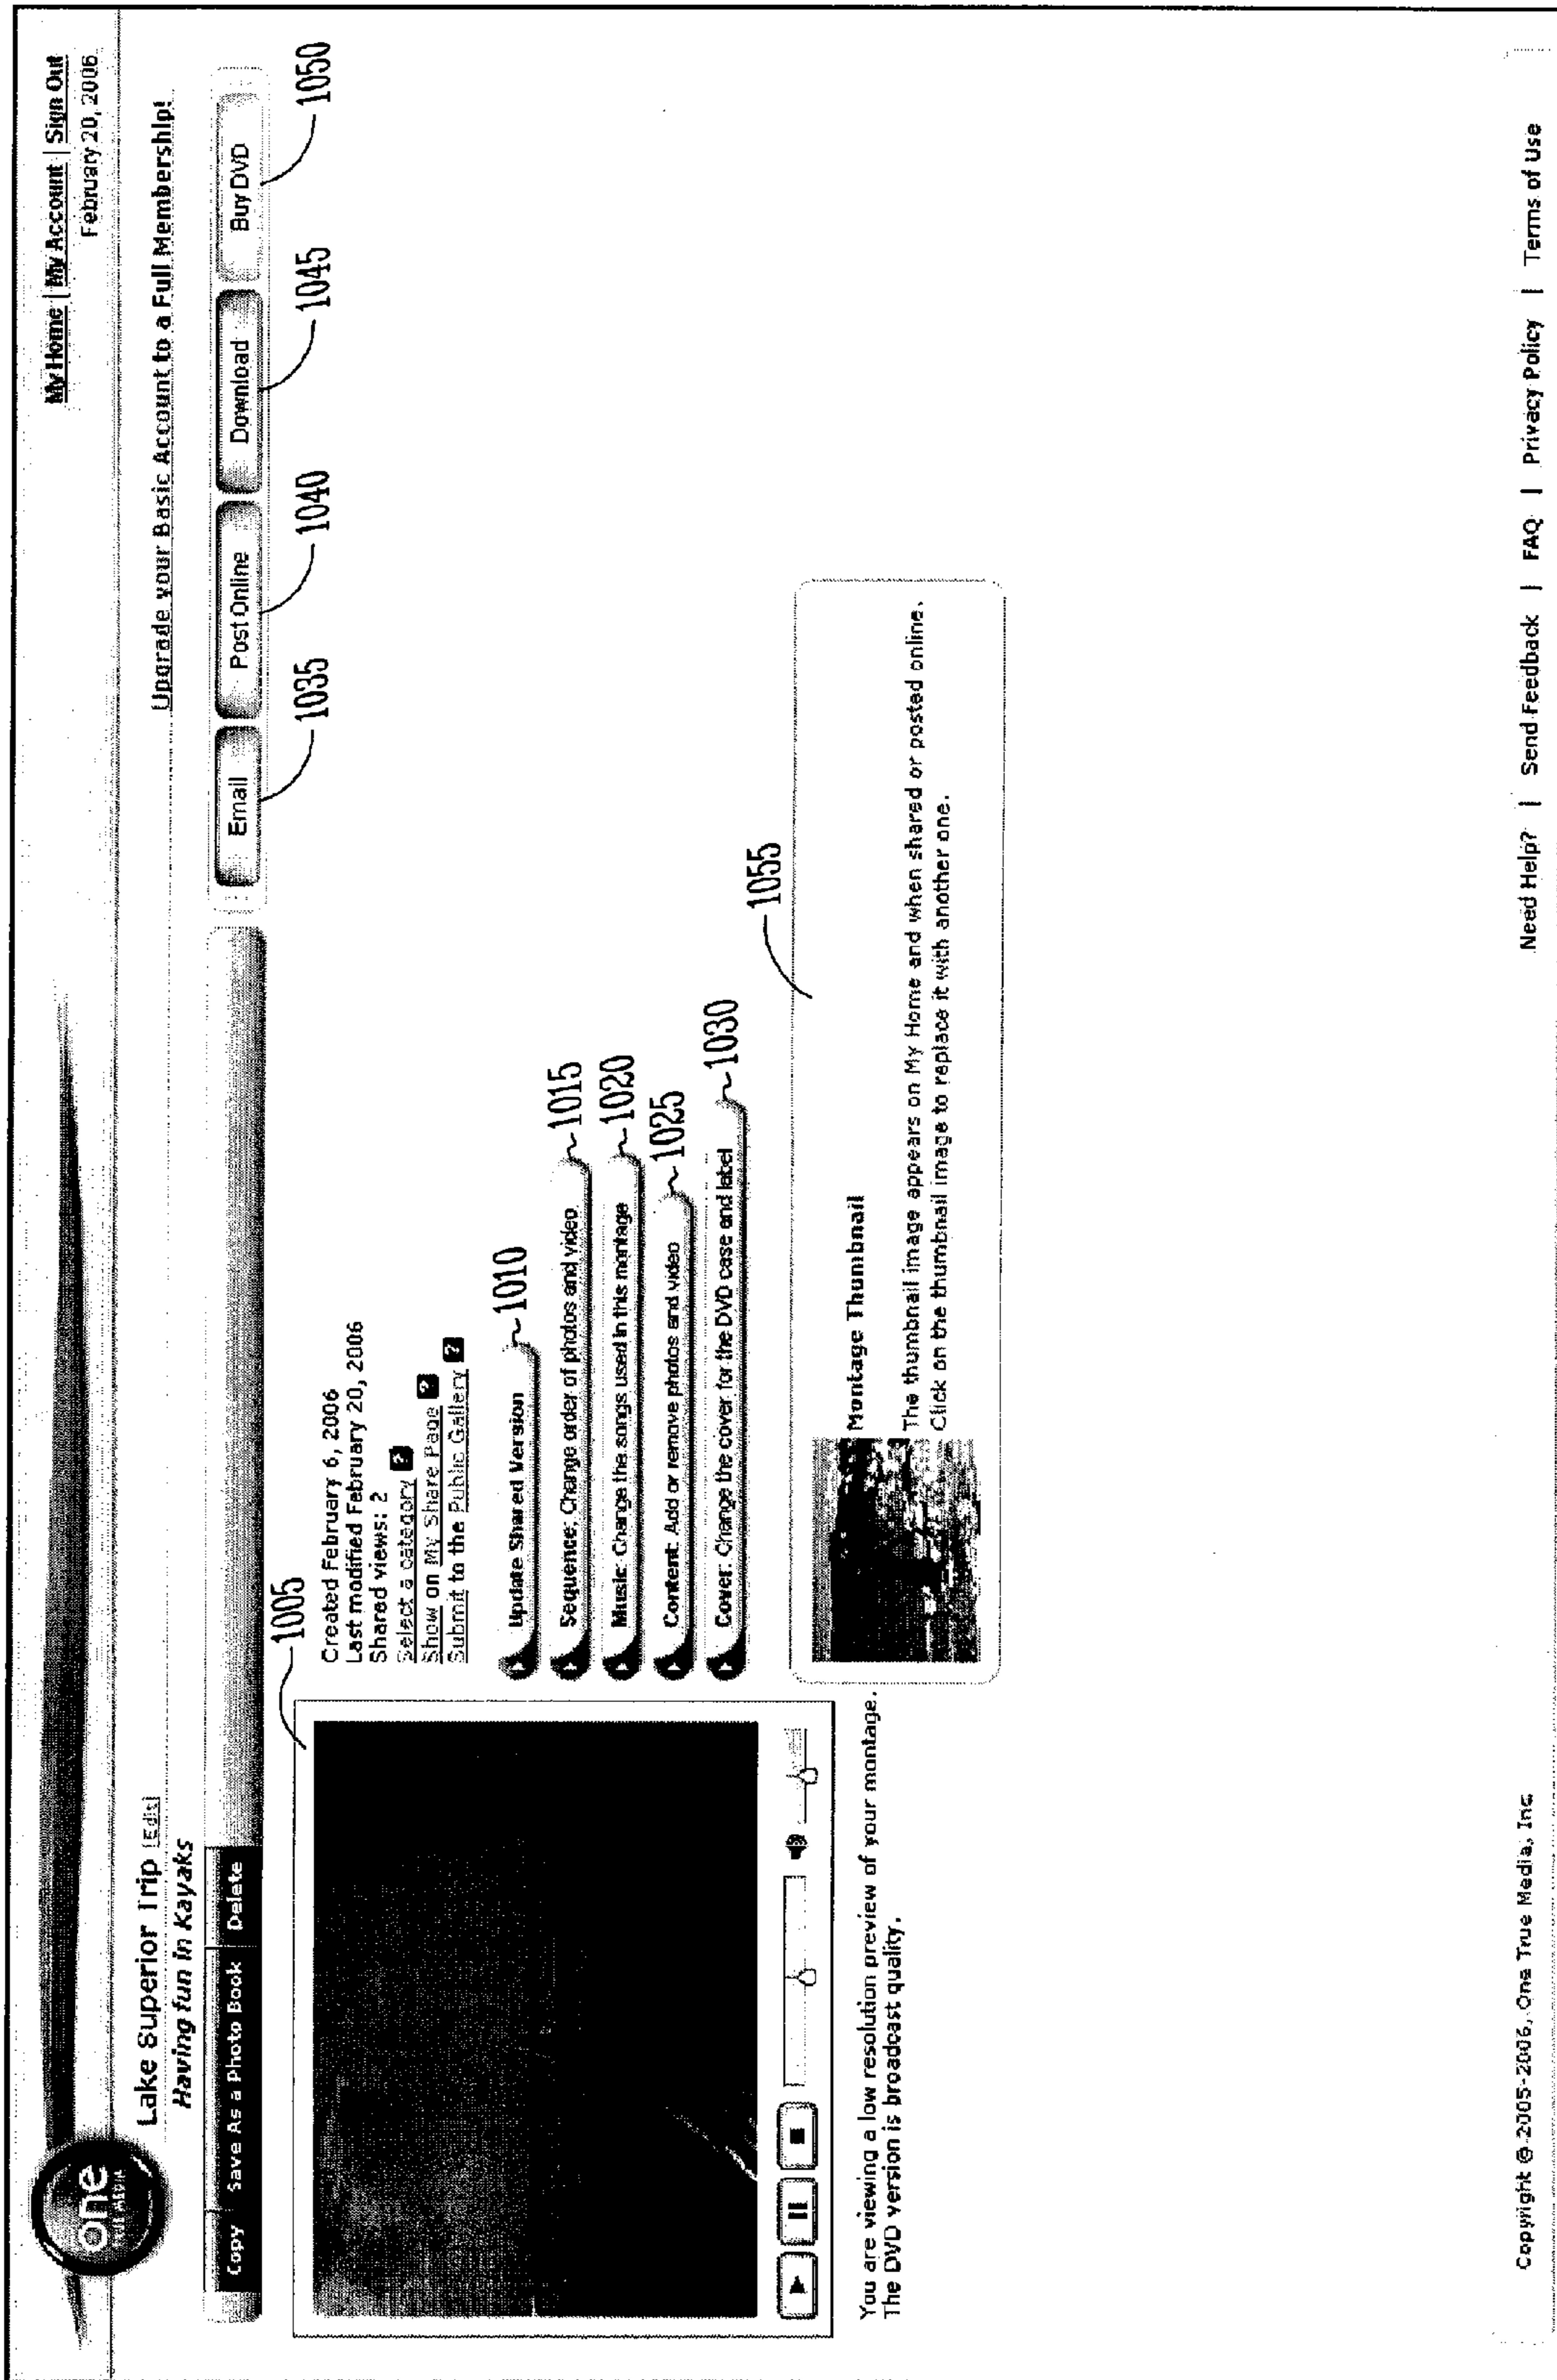 My Home | My Account | Sign Out
February 20, 2006
one
TRUE MEDIA
Lake Superior Trip [Edit]
Having fun in Kayaks
Upgrade your Basic Account to a Full Membership!
Copy Save As a Photo Book Delete
Email Post Online Download Buy DVD
1035 1040 1045 1050
1005
Created February 6, 2006
Last modified February 20, 2006
Shared views: 2
Select a category ?
Show on My Share Page ?
Submit to the Public Gallery ?
Update Shared Version 1010
Sequence: Change order of photos and video 1015
Music: Change the songs used in this montage 1020
Content: Add or remove photos and video 1025
Cover: Change the cover for the DVD case and label 1030
1055
You are viewing a low resolution preview of your montage.
The DVD version is broadcast quality.
Montage Thumbnail
The thumbnail image appears on My Home and when shared or posted online.
Click on the thumbnail image to replace it with another one.
Copyright © 2005-2006, One True Media, Inc
Need Help? | Send Feedback | FAQ | Privacy Policy | Terms of Use